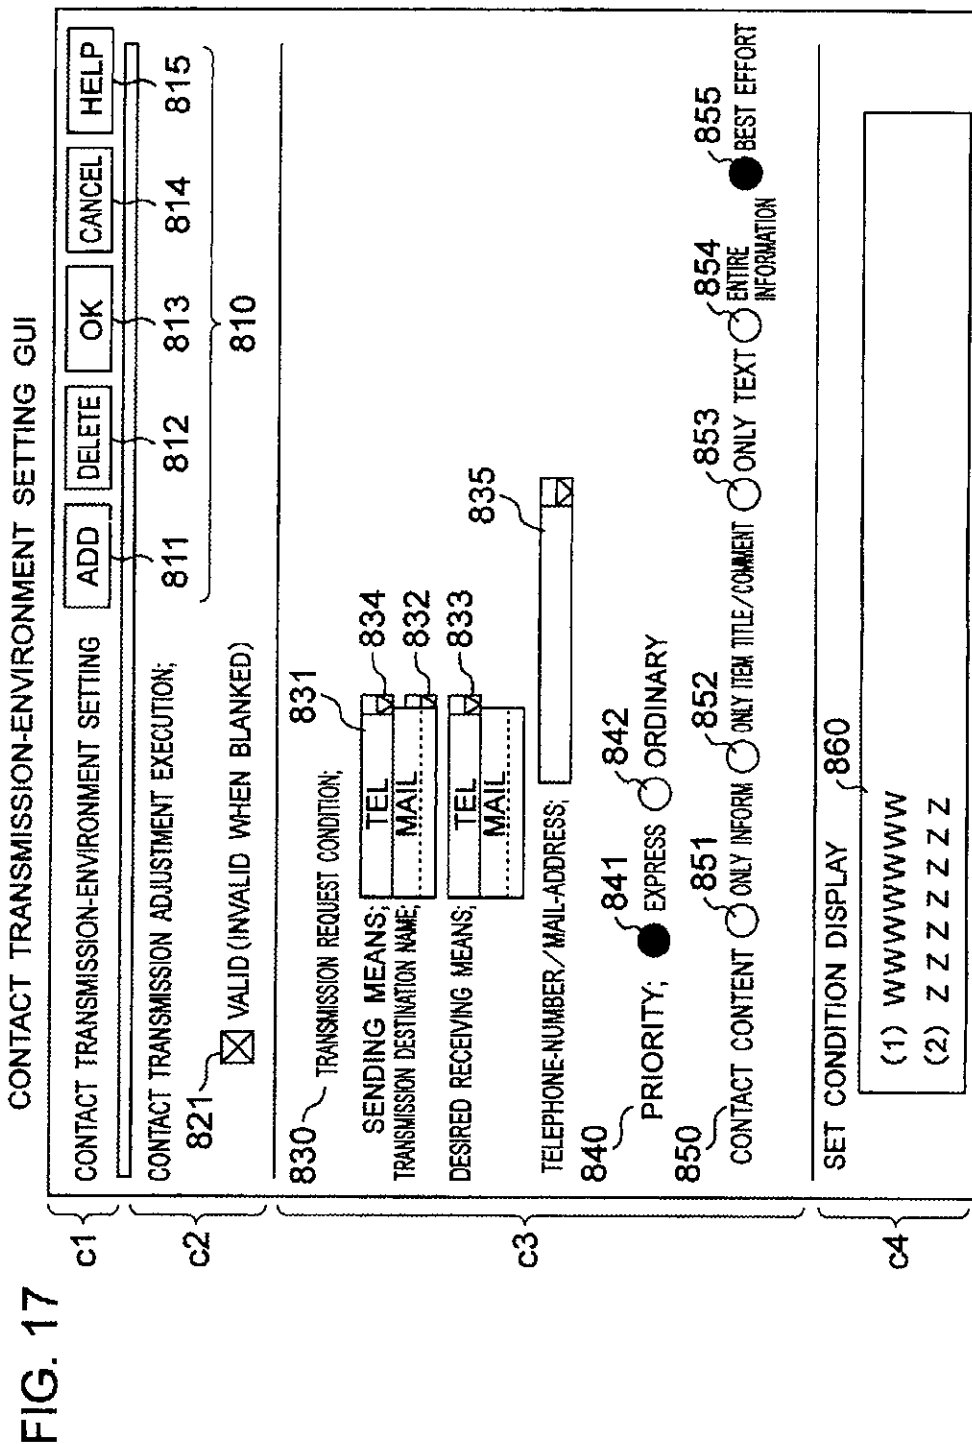 FIG. 17
CONTACT TRANSMISSION-ENVIRONMENT SETTING GUI
c1
CONTACT TRANSMISSION-ENVIRONMENT SETTING
ADD
DELETE
OK
CANCEL
HELP
811
812
813
814
815
810
c2
CONTACT TRANSMISSION ADJUSTMENT EXECUTION;
821
VALID (INVALID WHEN BLANKED)
c3
830
TRANSMISSION REQUEST CONDITION;
831
SENDING MEANS;
TEL
834
TRANSMISSION DESTINATION NAME;
MAIL
832
DESIRED RECEIVING MEANS;
TEL
833
MAIL
835
TELEPHONE-NUMBER/MAIL-ADDRESS;
840
841
842
PRIORITY;
EXPRESS
ORDINARY
850
851
852
853
854
855
CONTACT CONTENT
ONLY INFORM
ONLY ITEM TITLE/COMMENT
ONLY TEXT
ENTIRE
INFORMATION
BEST EFFORT
c4
SET CONDITION DISPLAY
860
(1) wwwwwww
(2) z z z z z z z